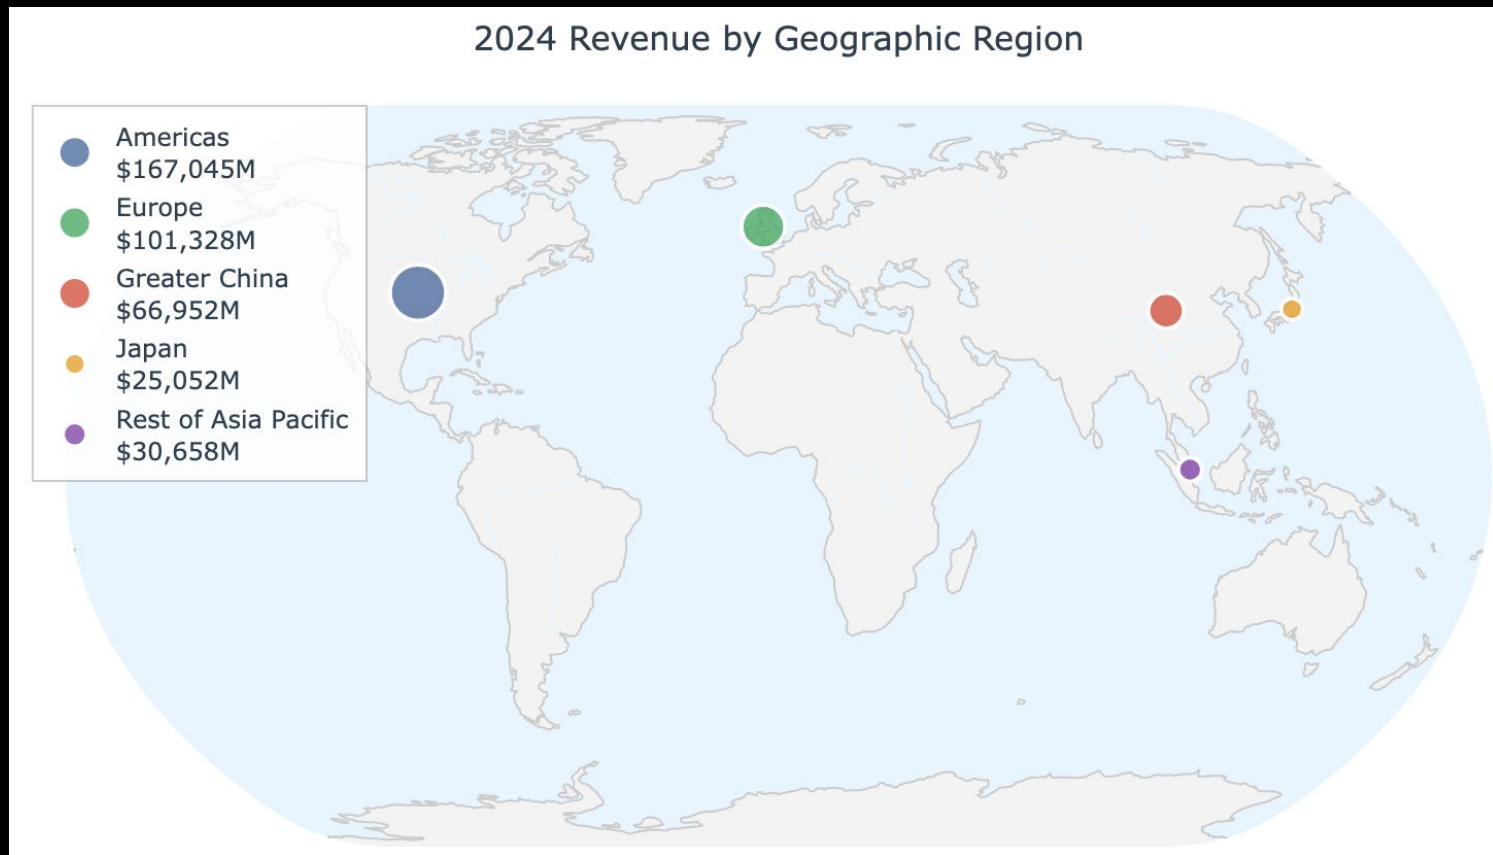 2024 Revenue by Geographic Region
Americas
$167,045M
Europe
$101,328M
Greater China
$66,952M
Japan
$25,052M
Rest of Asia Pacific
$30,658M